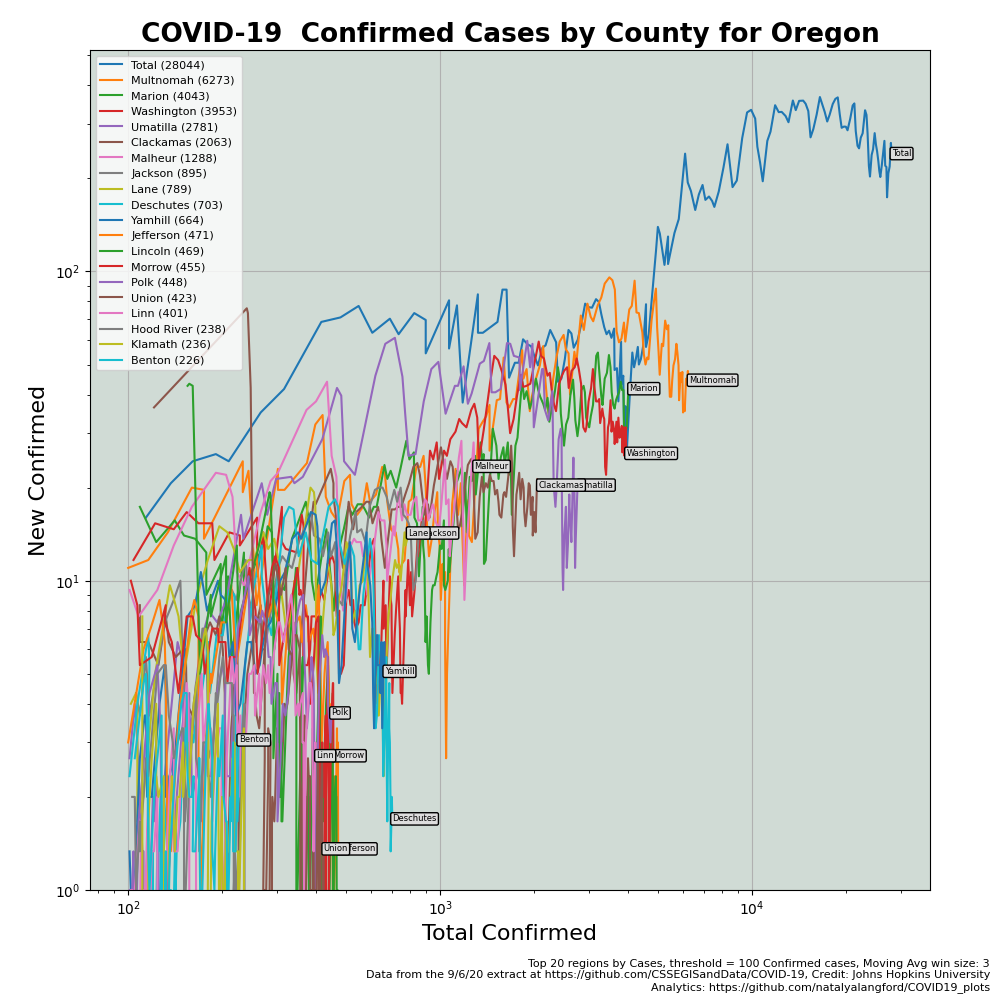 COVID-19  Confirmed Cases by County for Oregon
Total (28044)
Multnomah (6273)
Marion (4043)
Washington (3953)
Umatilla (2781)
Clackamas (2063)
Malheur (1288)
Jackson (895)
Lane (789)
Deschutes (703)
Yamhill (664)
Jefferson (471)
Lincoln (469)
Morrow (455)
Polk (448)
Union (423)
Linn (401)
Hood River (238)
Klamath (236)
Benton (226)
Total
Multnomah
Marion
Washington
Malheur
Clackamas matilla
Lane ckson
Yamhill
Polk
Benton
Linn Morrow
Deschutes
Union ferson
New Confirmed
10²
10¹
10⁰
10² 10³ 10⁴
Total Confirmed
Top 20 regions by Cases, threshold = 100 Confirmed cases, Moving Avg win size: 3
Data from the 9/6/20 extract at https://github.com/CSSEGISandData/COVID-19, Credit: Johns Hopkins University
Analytics: https://github.com/natalyalangford/COVID19_plots